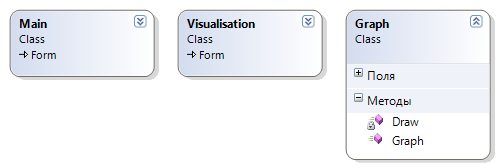 Main
Class
Form
Visualisation
Class
Form
Graph
Class
Поля
Методы
Draw
Graph